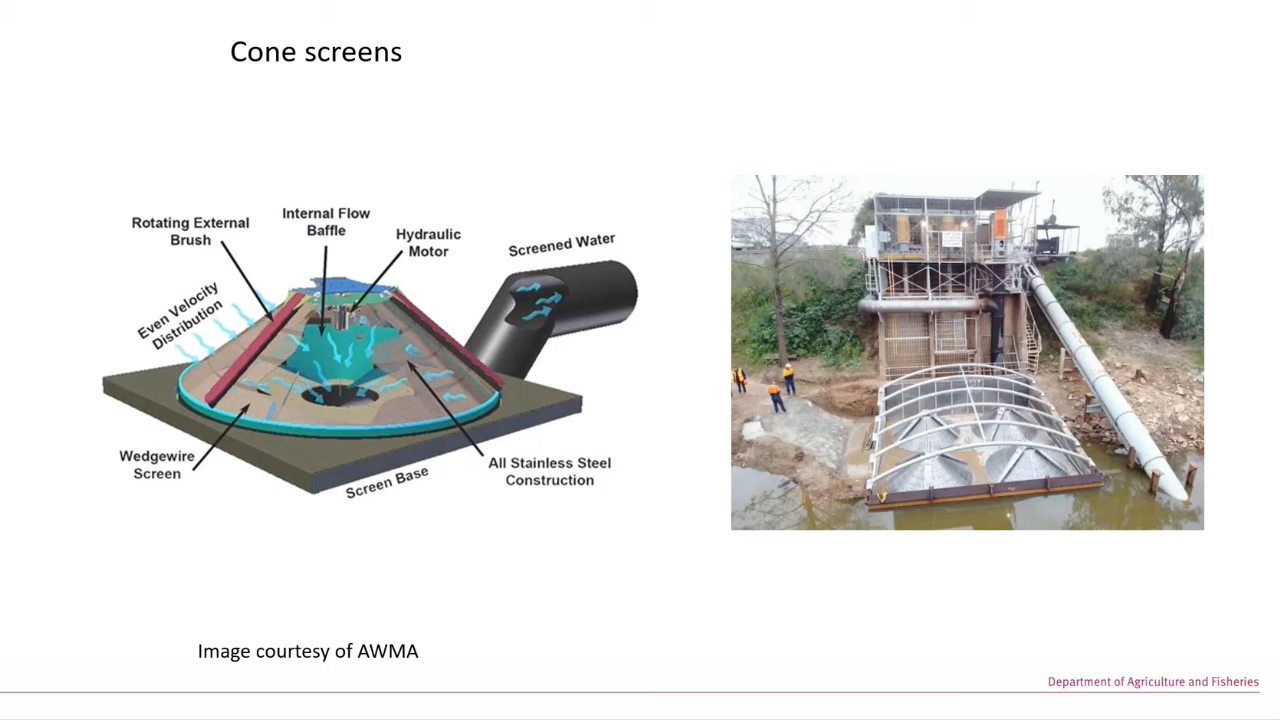 Cone screens
Rotating External
Brush
Internal Flow
Baffle
Hydraulic
Motor
Screened Water
Even Velocity
Distribution
Wedgewire
Screen
Screen Base
All Stainless Steel
Construction
Image courtesy of AWMA
Department of Agriculture and Fisheries